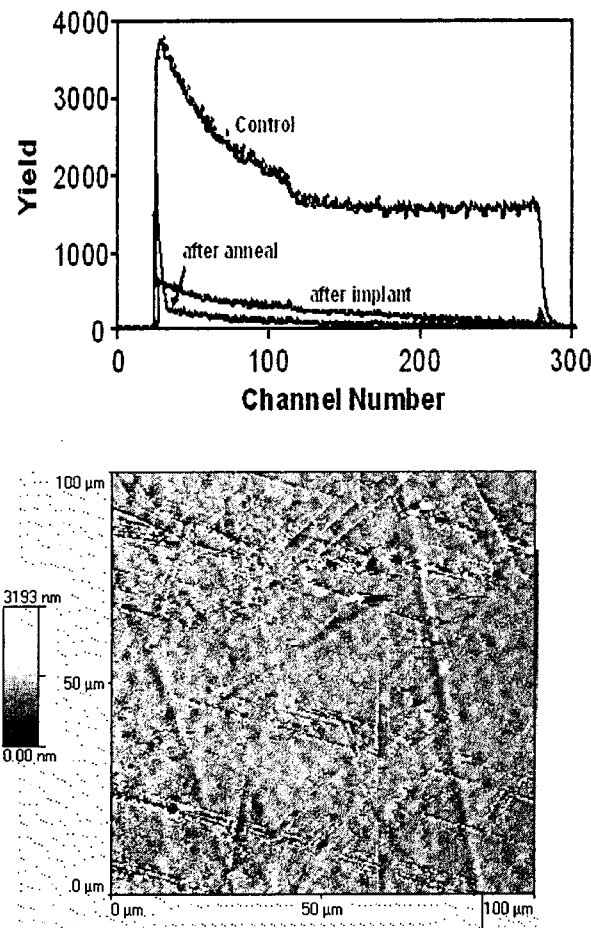 4000
3000
2000
1000
0
Yield
Control
after anneal
after implant
0 100 200 300
Channel Number
100 µm
3193 nm
50 µm
0.00 nm
0 µm
0 µm 50 µm 100 µm